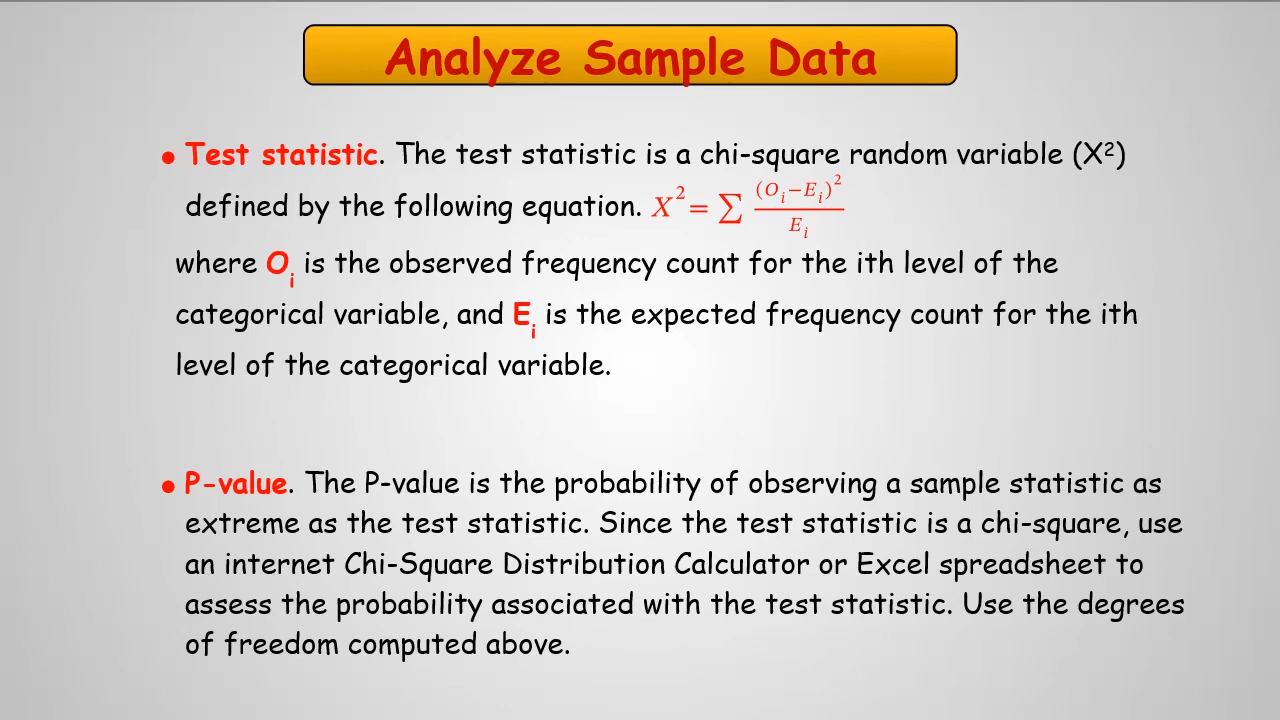 Analyze Sample Data
• Test statistic. The test statistic is a chi-square random variable (X²)
defined by the following equation. X² = ∑ (Oᵢ−Eᵢ)² / Eᵢ
where Oᵢ is the observed frequency count for the ith level of the
categorical variable, and Eᵢ is the expected frequency count for the ith
level of the categorical variable.
• P-value. The P-value is the probability of observing a sample statistic as
extreme as the test statistic. Since the test statistic is a chi-square, use
an internet Chi-Square Distribution Calculator or Excel spreadsheet to
assess the probability associated with the test statistic. Use the degrees
of freedom computed above.